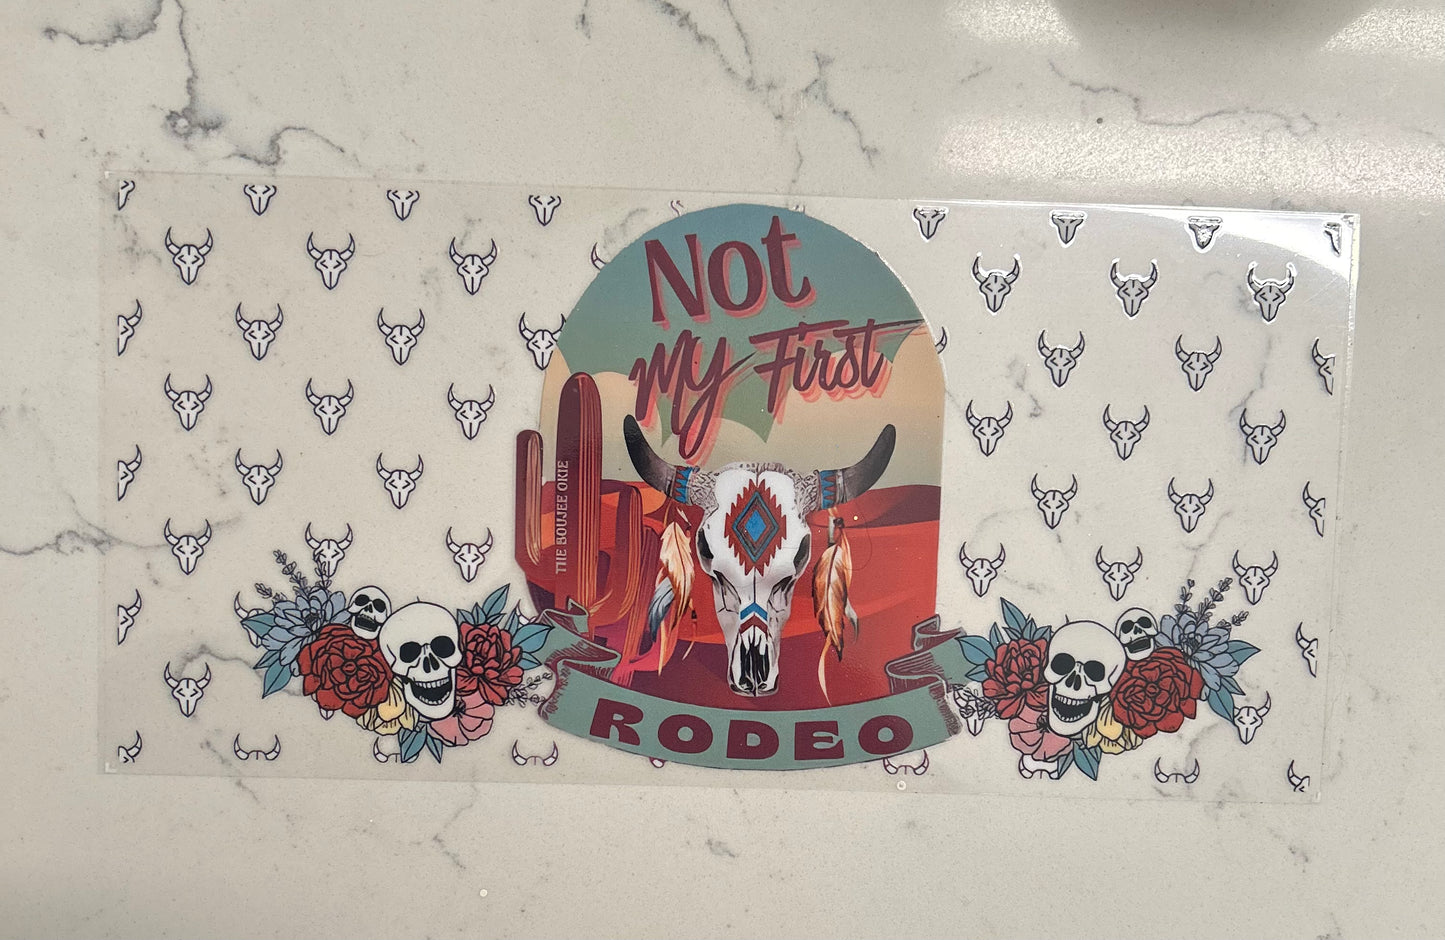 Not
My First
THE BOUJEE OKIE
RODEO